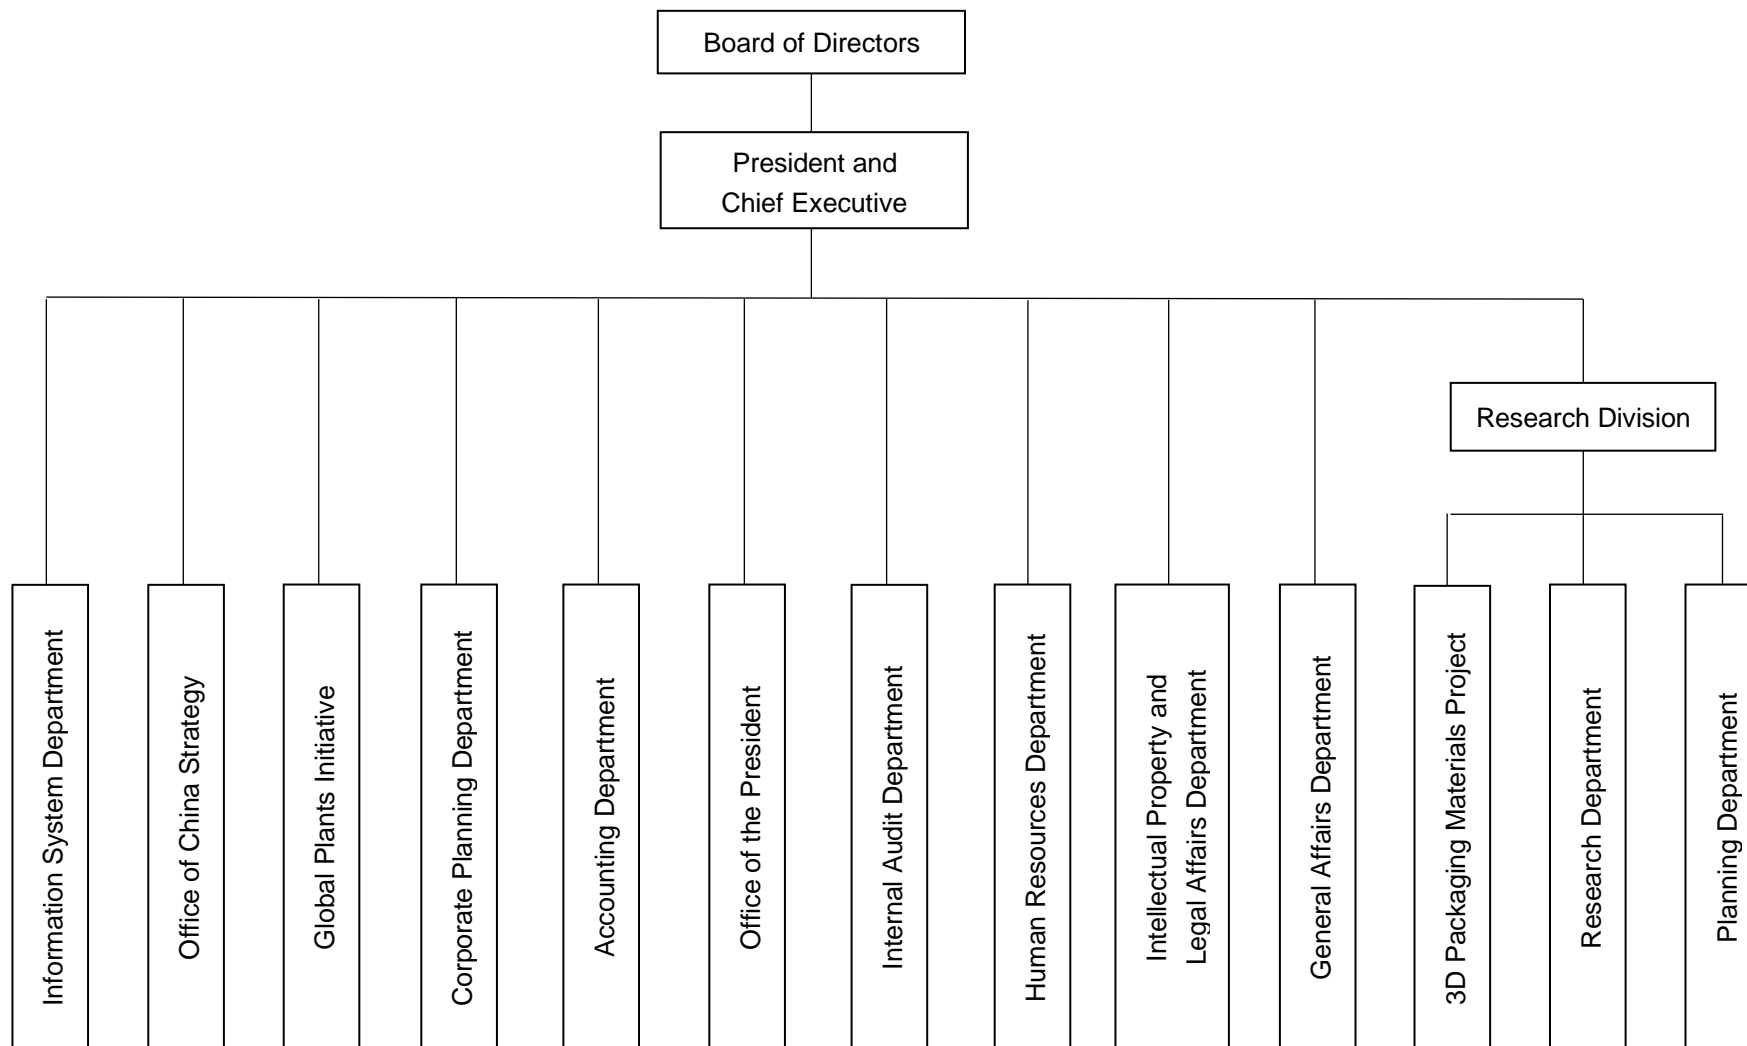 Board of Directors
President and
Chief Executive
Research Division
Information System Department
Office of China Strategy
Global Plants Initiative
Corporate Planning Department
Accounting Department
Office of the President
Internal Audit Department
Human Resources Department
Intellectual Property and
Legal Affairs Department
General Affairs Department
3D Packaging Materials Project
Research Department
Planning Department